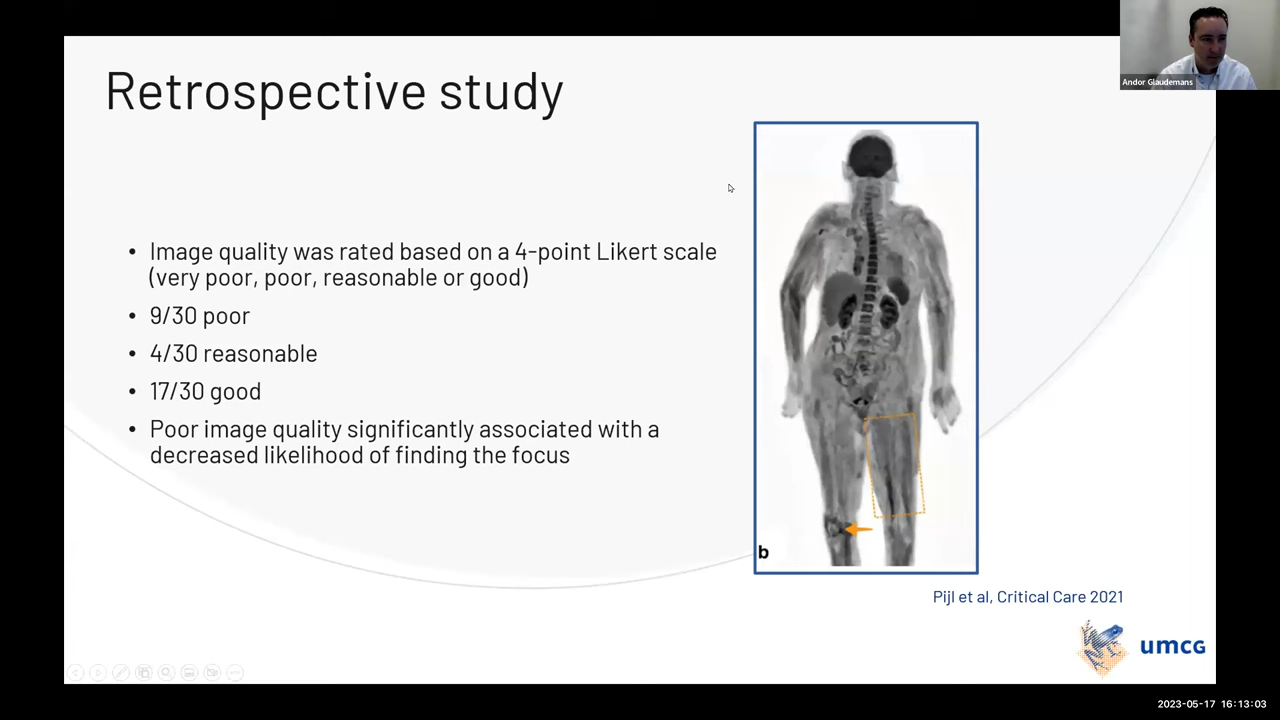 Retrospective study
Andor Glaudemans
• Image quality was rated based on a 4-point Likert scale
(very poor, poor, reasonable or good)
• 9/30 poor
• 4/30 reasonable
• 17/30 good
• Poor image quality significantly associated with a
decreased likelihood of finding the focus
b
Pijl et al, Critical Care 2021
umcg
2023-05-17 16:13:03